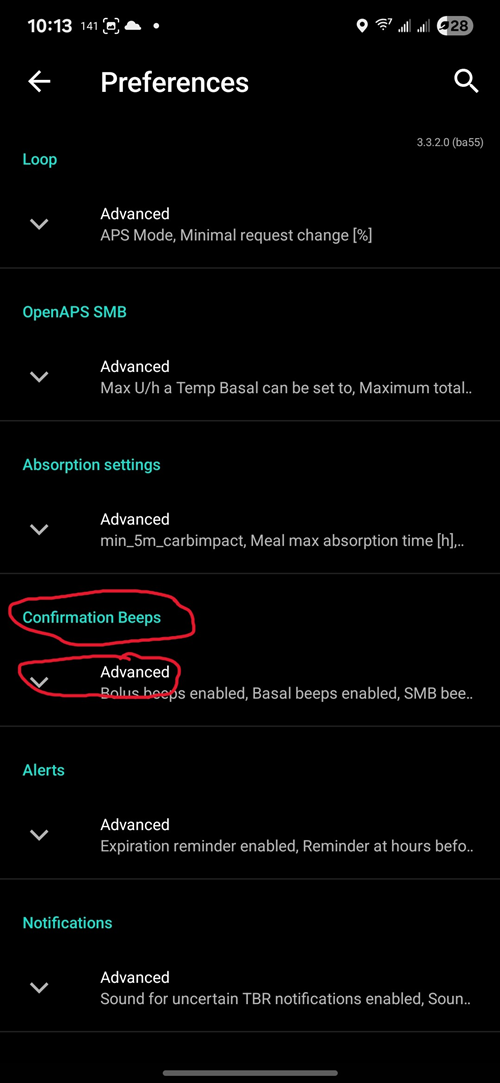 10:13 141 28
Preferences
3.3.2.0 (ba55)
Loop
Advanced
APS Mode, Minimal request change [%]
OpenAPS SMB
Advanced
Max U/h a Temp Basal can be set to, Maximum total..
Absorption settings
Advanced
min_5m_carbimpact, Meal max absorption time [h],..
Confirmation Beeps
Advanced
Bolus beeps enabled, Basal beeps enabled, SMB bee..
Alerts
Advanced
Expiration reminder enabled, Reminder at hours befo..
Notifications
Advanced
Sound for uncertain TBR notifications enabled, Soun..